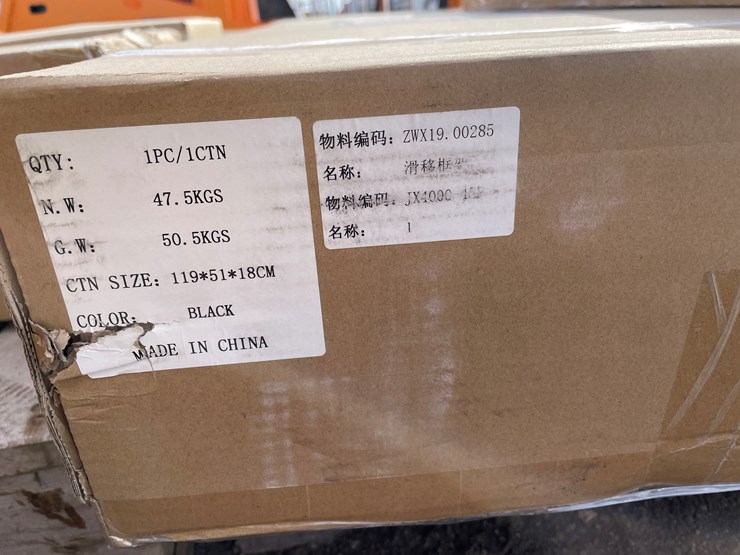 QTY: 1PC/1CTN
N.W: 47.5KGS
G.W: 50.5KGS
CTN SIZE: 119*51*18CM
COLOR: BLACK
MADE IN CHINA
物料编码: ZWX19.00285
名称: 滑移框
物料编码:
名称: 1